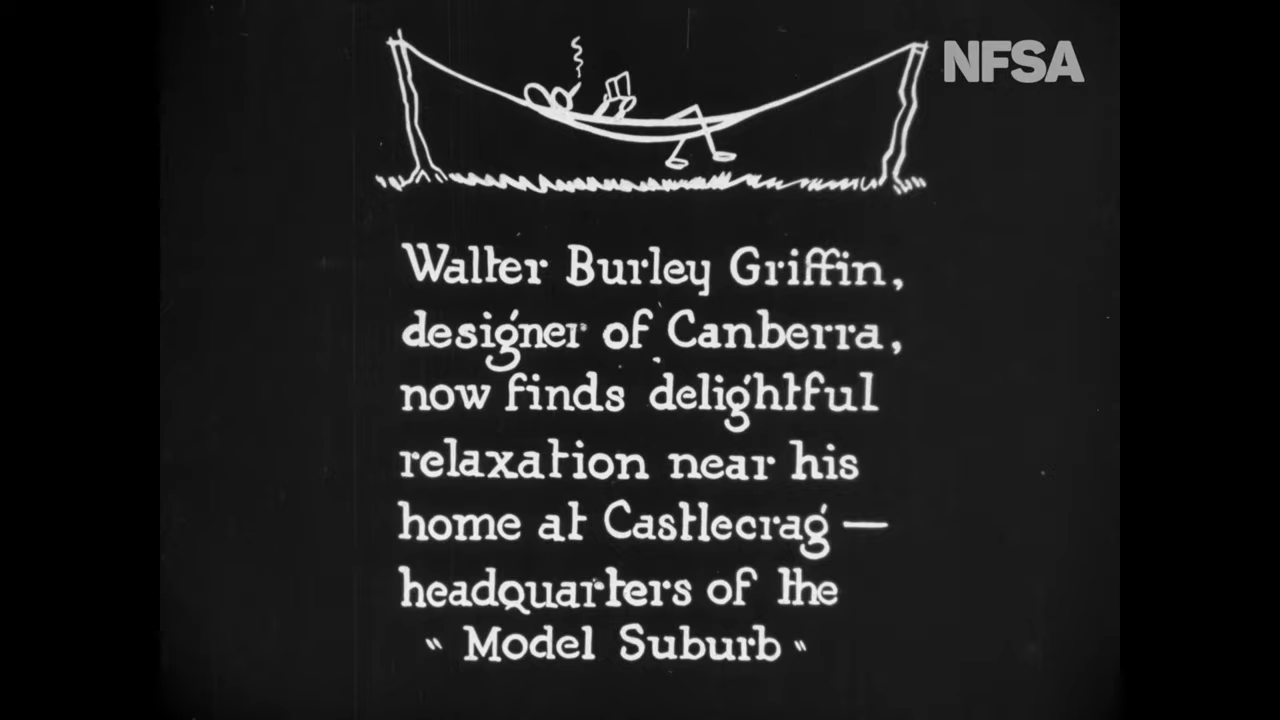 NFSA
Walter Burley Griffin,
designer of Canberra,
now finds delightful
relaxation near his
home at Castlecrag —
headquarters of the
" Model Suburb "